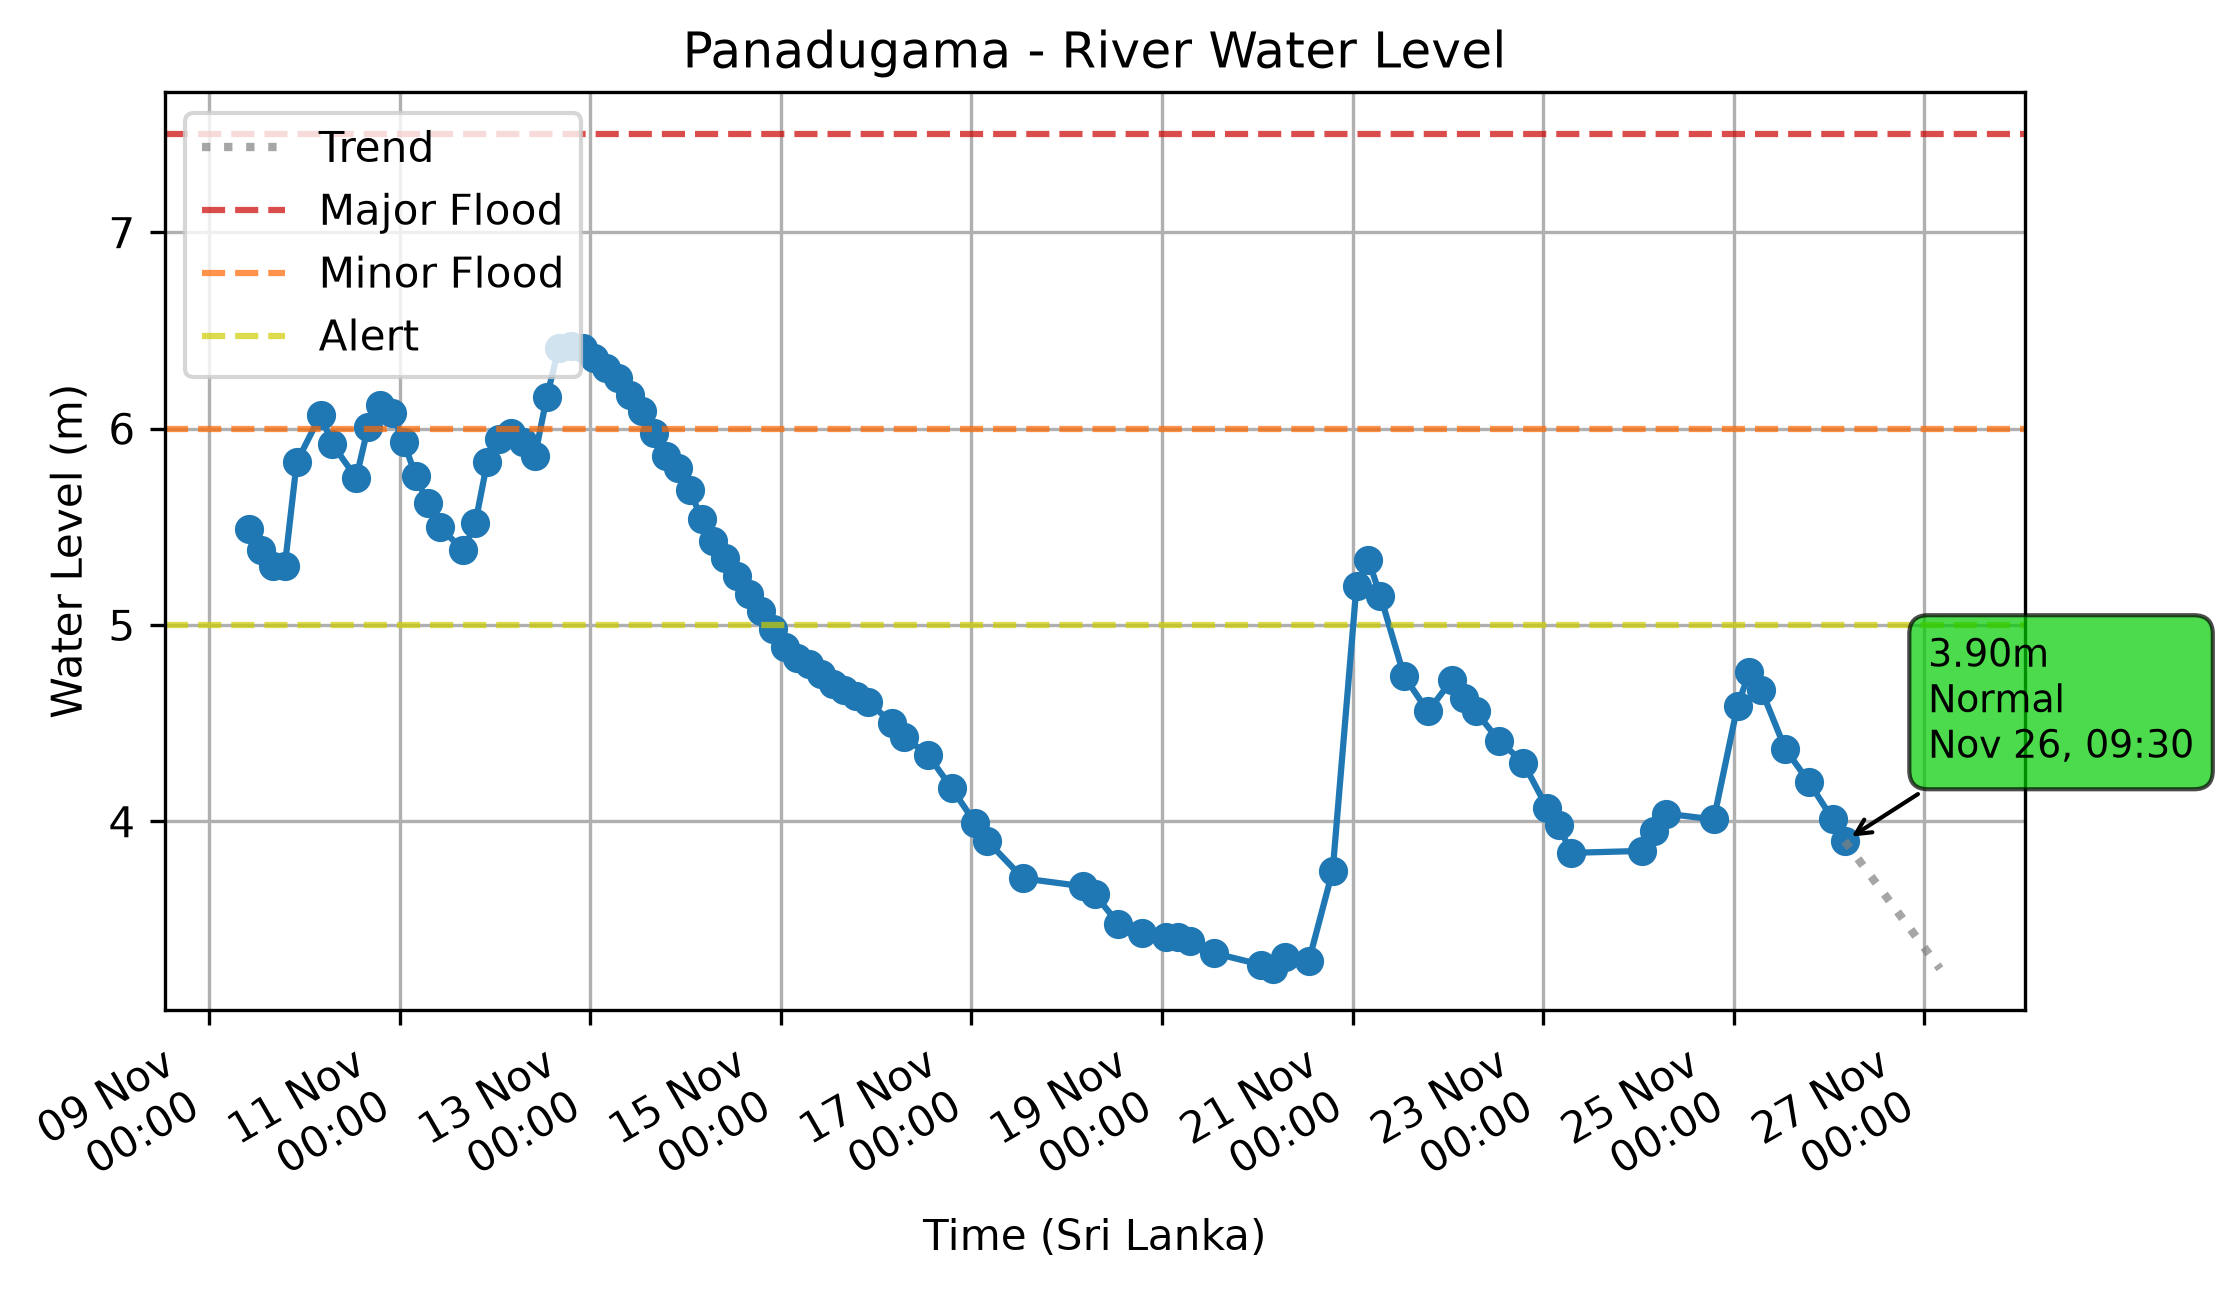 Panadugama - River Water Level
Trend
Major Flood
Minor Flood
Alert
7
6
5
4
Water Level (m)
3.90m
Normal
Nov 26, 09:30
09 Nov
00:00
11 Nov
00:00
13 Nov
00:00
15 Nov
00:00
17 Nov
00:00
19 Nov
00:00
21 Nov
00:00
23 Nov
00:00
25 Nov
00:00
27 Nov
00:00
Time (Sri Lanka)